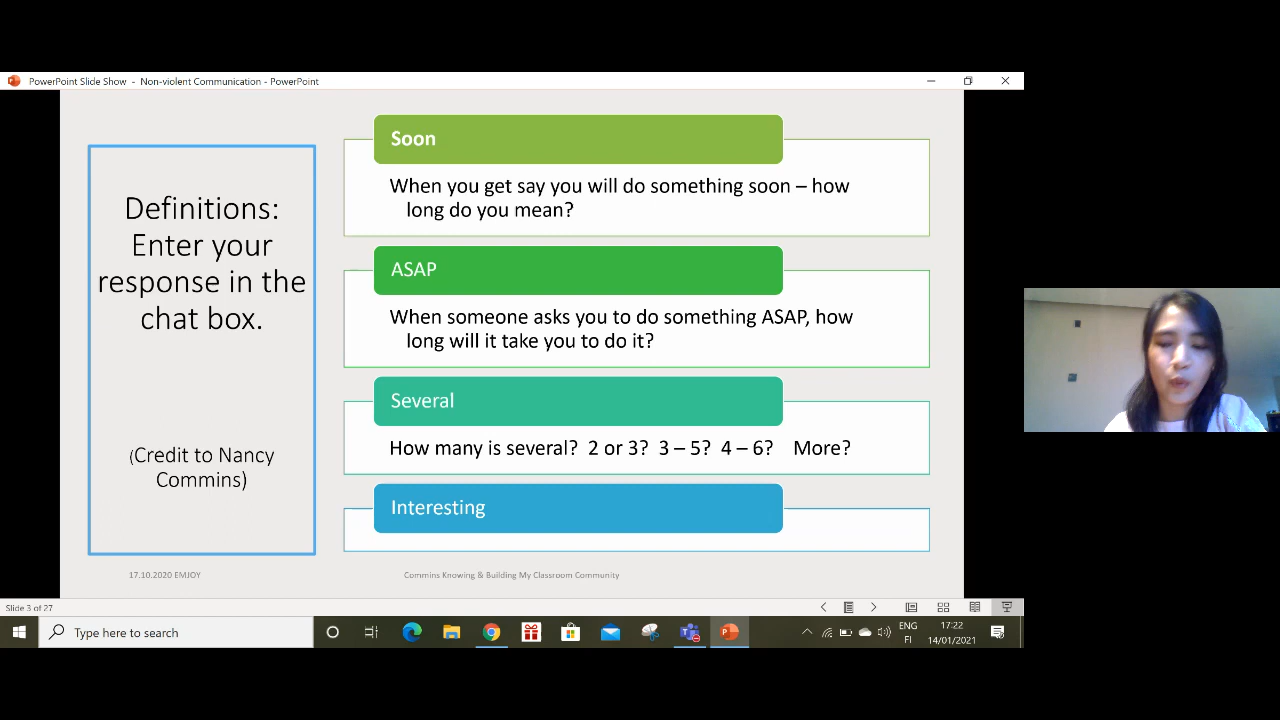 PowerPoint Slide Show - Non-violent Communication - PowerPoint
Definitions:
Enter your
response in the
chat box.
(Credit to Nancy
Commins)
Soon
When you get say you will do something soon – how
long do you mean?
ASAP
When someone asks you to do something ASAP, how
long will it take you to do it?
Several
How many is several? 2 or 3? 3 – 5? 4 – 6? More?
Interesting
17.10.2020 EMJOY
Commins Knowing & Building My Classroom Community
Slide 3 of 27
Type here to search
ENG
FI
17:22
14/01/2021